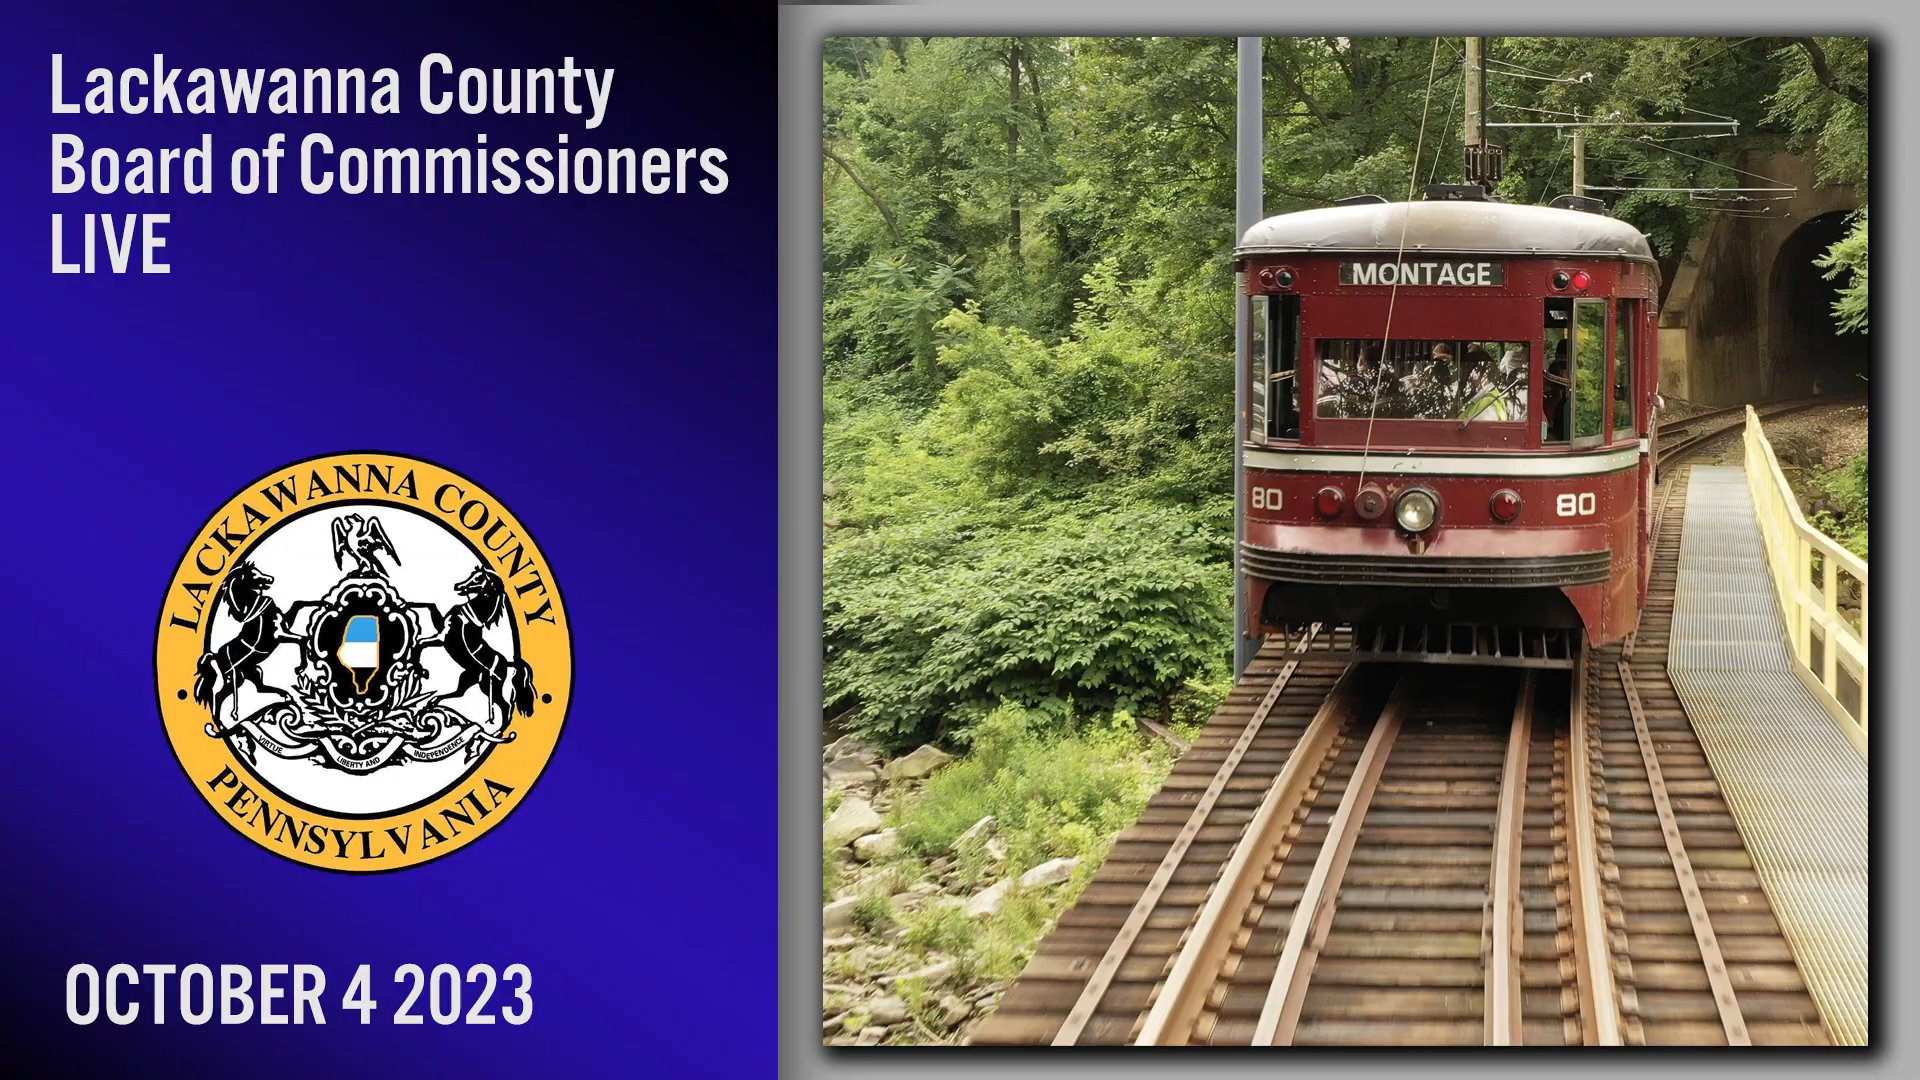 Lackawanna County
Board of Commissioners
LIVE
LACKAWANNA COUNTY
VIRTUE
LIBERTY AND
INDEPENDENCE
PENNSYLVANIA
OCTOBER 4 2023
MONTAGE
80
80